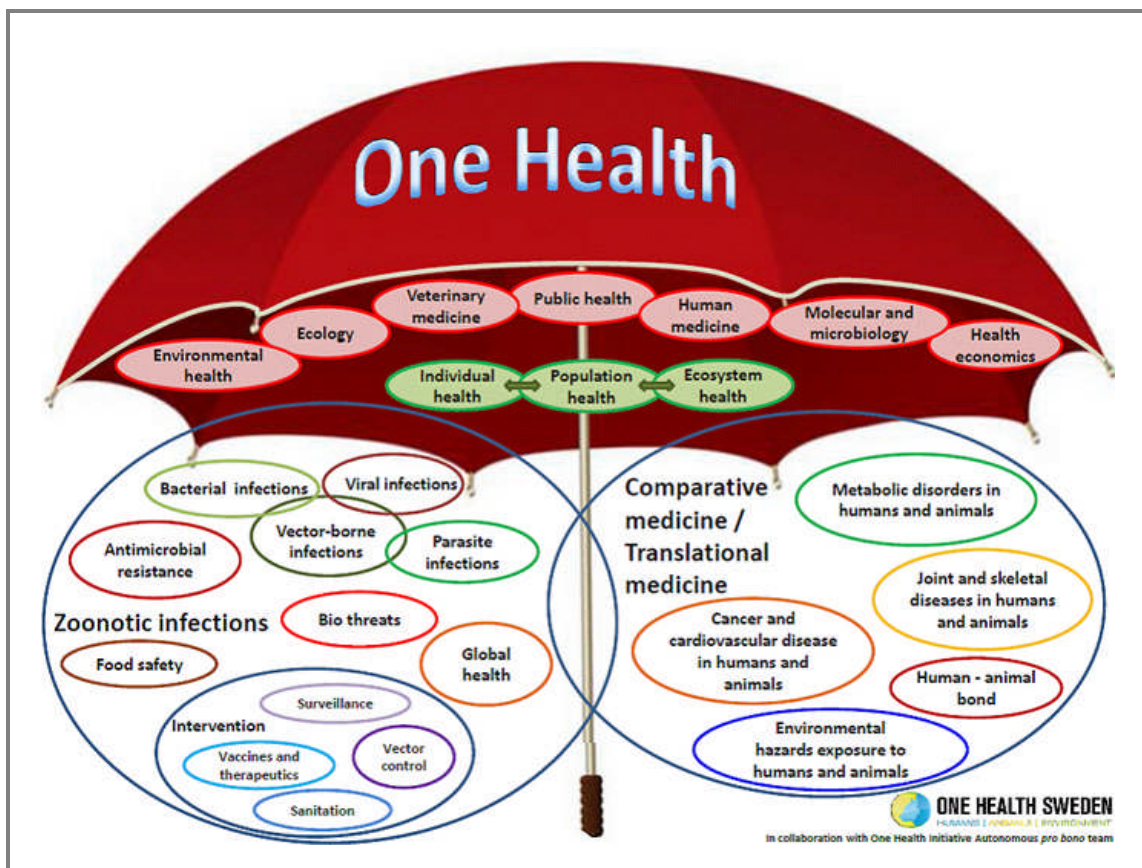 One Health
Public health
Veterinary
medicine
Human
medicine
Ecology
Molecular and
microbiology
Environmental
health
Health
economics
Individual
health
Population
health
Ecosystem
health
Bacterial infections
Viral infections
Vector-borne
infections
Parasite
infections
Antimicrobial
resistance
Zoonotic infections
Bio threats
Food safety
Global
health
Intervention
Surveillance
Vaccines and
therapeutics
Vector
control
Sanitation
Comparative
medicine /
Translational
medicine
Metabolic disorders in
humans and animals
Joint and skeletal
diseases in humans
and animals
Cancer and
cardiovascular disease
in humans and
animals
Human - animal
bond
Environmental
hazards exposure to
humans and animals
ONE HEALTH SWEDEN
HUMANS | ANIMALS | ENVIRONMENT
In collaboration with One Health Initiative Autonomous pro bono team